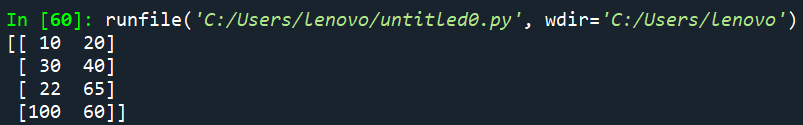 In [60]: runfile('C:/Users/lenovo/untitled0.py', wdir='C:/Users/lenovo')
[[ 10  20]
 [ 30  40]
 [ 22  65]
 [100  60]]